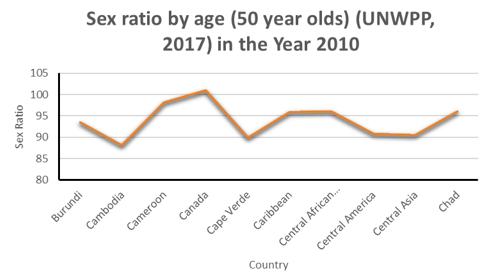 Sex ratio by age (50 year olds) (UNWPP,
2017) in the Year 2010
105
100
95
90
85
80
Sex Ratio
Burundi
Cambodia
Cameroon
Canada
Cape Verde
Caribbean
Central African...
Central America
Central Asia
Chad
Country